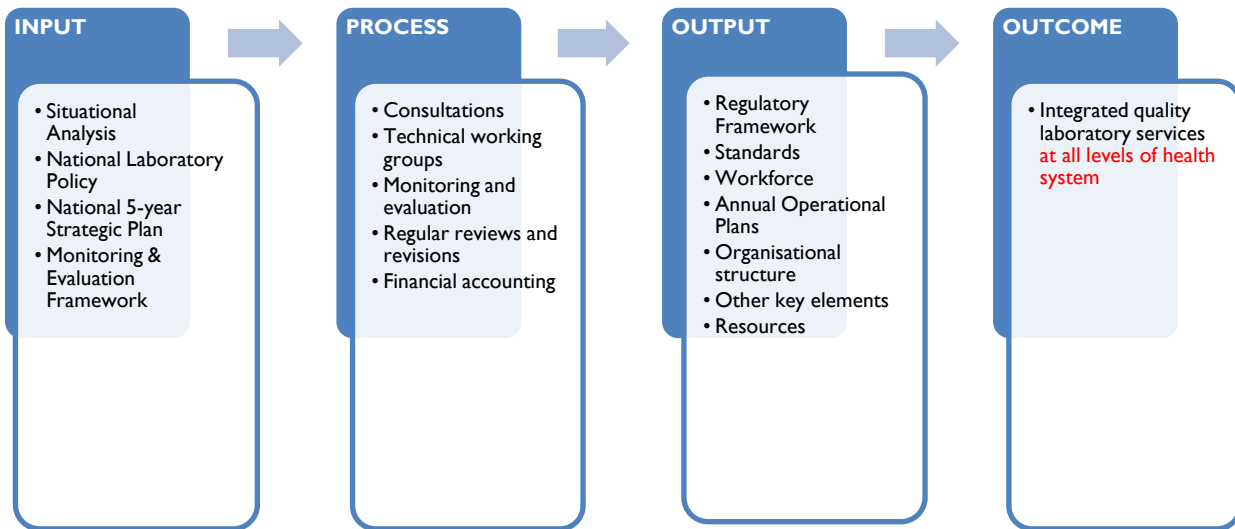 INPUT
• Situational
Analysis
• National Laboratory
Policy
• National 5-year
Strategic Plan
• Monitoring &
Evaluation
Framework
PROCESS
• Consultations
• Technical working
groups
• Monitoring and
evaluation
• Regular reviews and
revisions
• Financial accounting
OUTPUT
• Regulatory
Framework
• Standards
• Workforce
• Annual Operational
Plans
• Organisational
structure
• Other key elements
• Resources
OUTCOME
• Integrated quality
laboratory services
at all levels of health
system